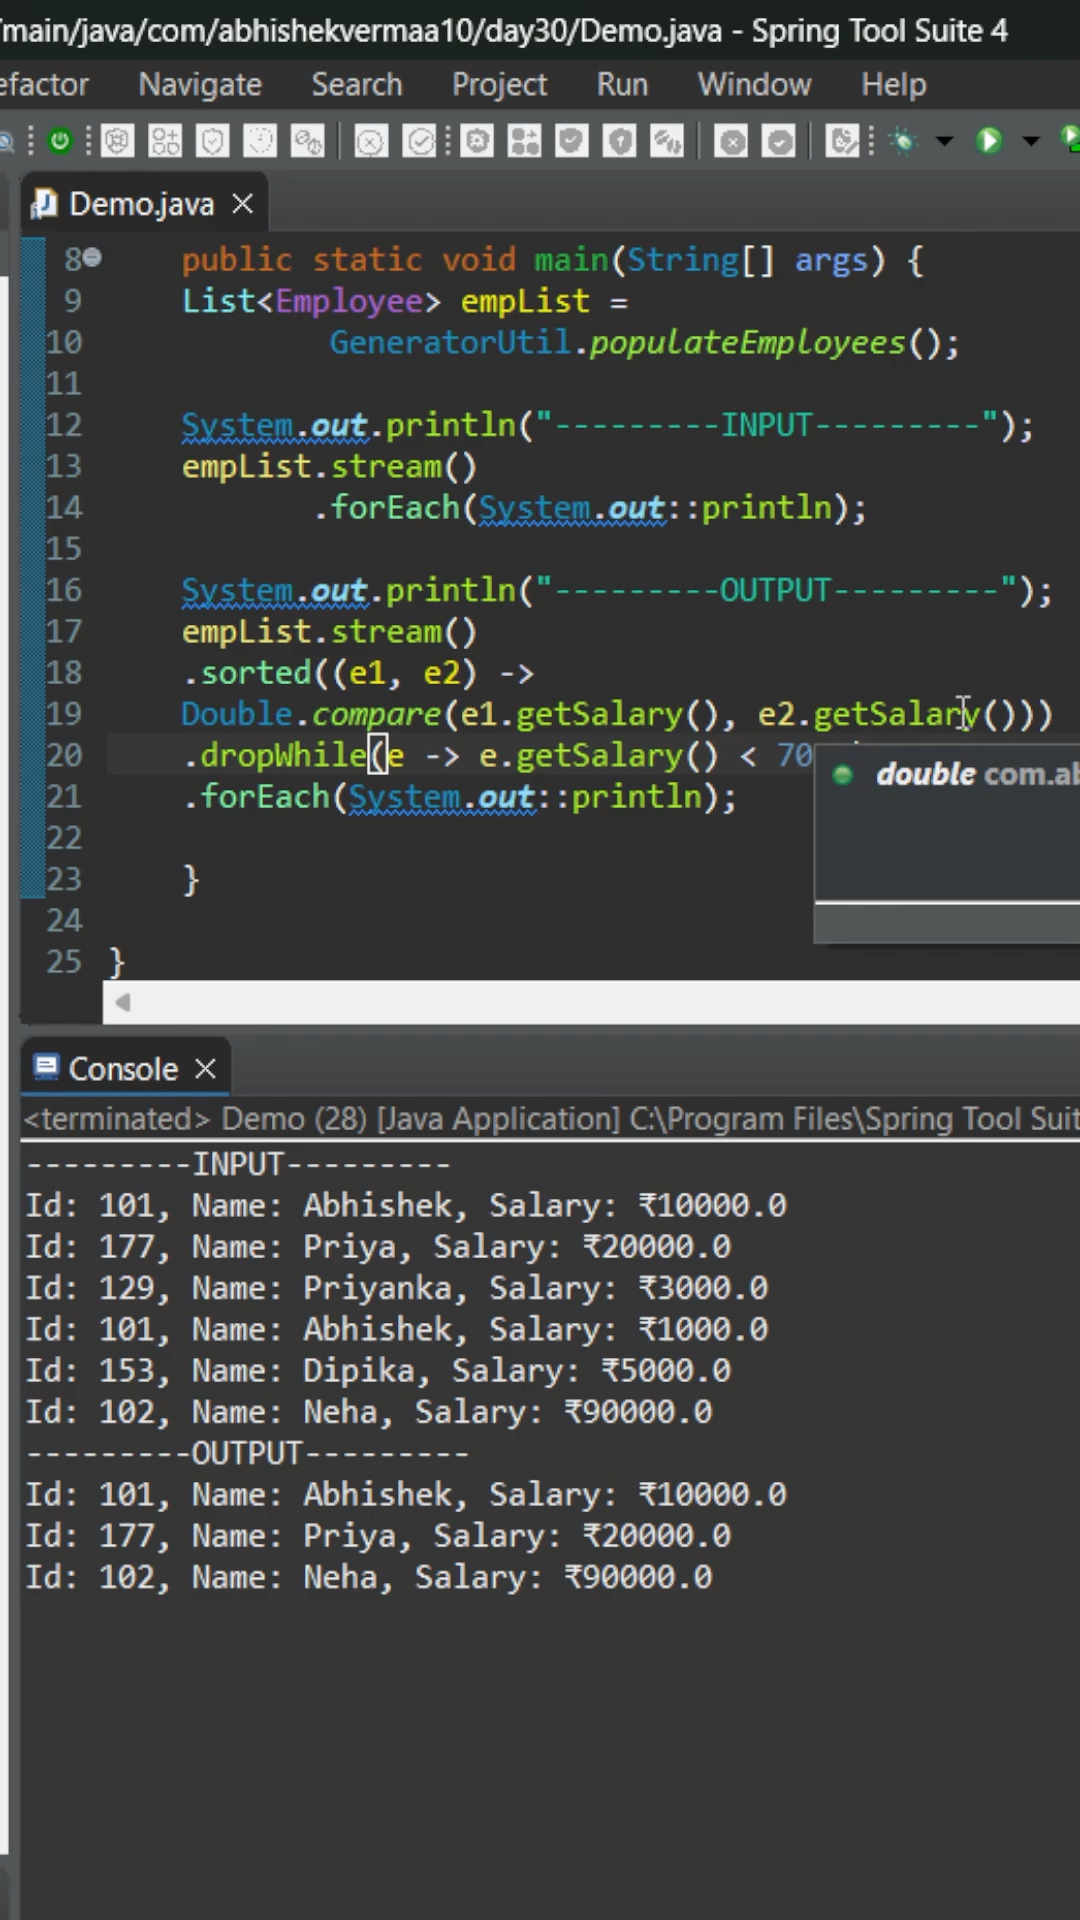 /main/java/com/abhishekvermaa10/day30/Demo.java - Spring Tool Suite 4
efactor Navigate Search Project Run Window Help
Demo.java
8 public static void main(String[] args) {
9 List<Employee> empList =
10 GeneratorUtil.populateEmployees();
11
12 System.out.println("---------INPUT---------");
13 empList.stream()
14 .forEach(System.out::println);
15
16 System.out.println("---------OUTPUT---------");
17 empList.stream()
18 .sorted((e1, e2) ->
19 Double.compare(e1.getSalary(), e2.getSalary()))
20 .dropWhile(e -> e.getSalary() < 70
double com.ab
21 .forEach(System.out::println);
22
23 }
24
25 }
Console
<terminated> Demo (28) [Java Application] C:\Program Files\Spring Tool Suit
---------INPUT---------
Id: 101, Name: Abhishek, Salary: ₹10000.0
Id: 177, Name: Priya, Salary: ₹20000.0
Id: 129, Name: Priyanka, Salary: ₹3000.0
Id: 101, Name: Abhishek, Salary: ₹1000.0
Id: 153, Name: Dipika, Salary: ₹5000.0
Id: 102, Name: Neha, Salary: ₹90000.0
---------OUTPUT---------
Id: 101, Name: Abhishek, Salary: ₹10000.0
Id: 177, Name: Priya, Salary: ₹20000.0
Id: 102, Name: Neha, Salary: ₹90000.0